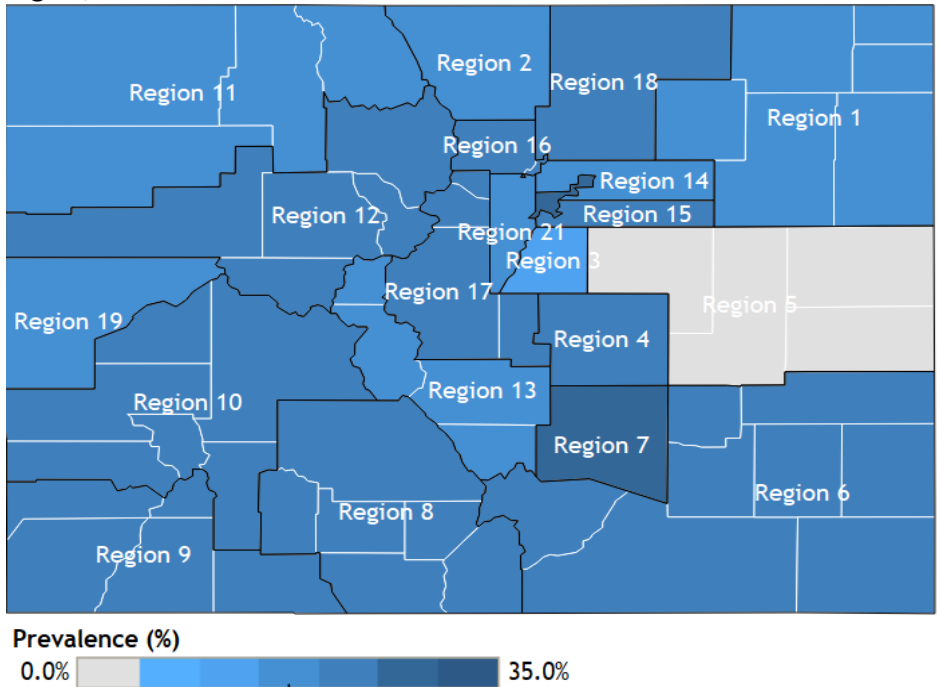 Region 2
Region 18
Region 11
Region 1
Region 16
Region 14
Region 12
Region 15
Region 21
Region 3
Region 17
Region 5
Region 19
Region 4
Region 13
Region 10
Region 7
Region 6
Region 8
Region 9
Prevalence (%)
0.0% 35.0%